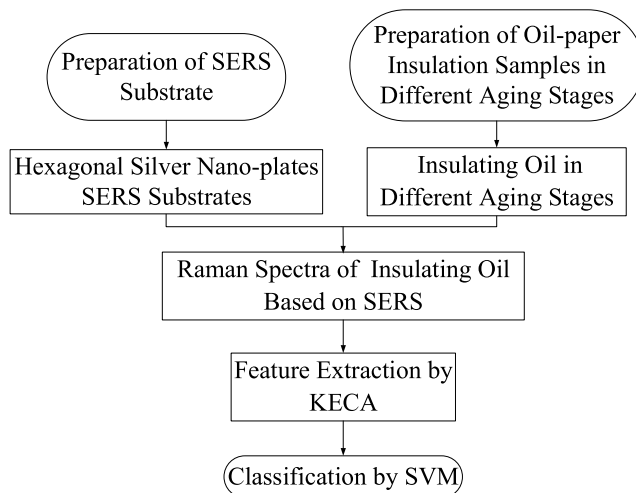 Preparation of SERS
Substrate
Preparation of Oil-paper
Insulation Samples in
Different Aging Stages
Hexagonal Silver Nano-plates
SERS Substrates
Insulating Oil in
Different Aging Stages
Raman Spectra of Insulating Oil
Based on SERS
Feature Extraction by
KECA
Classification by SVM